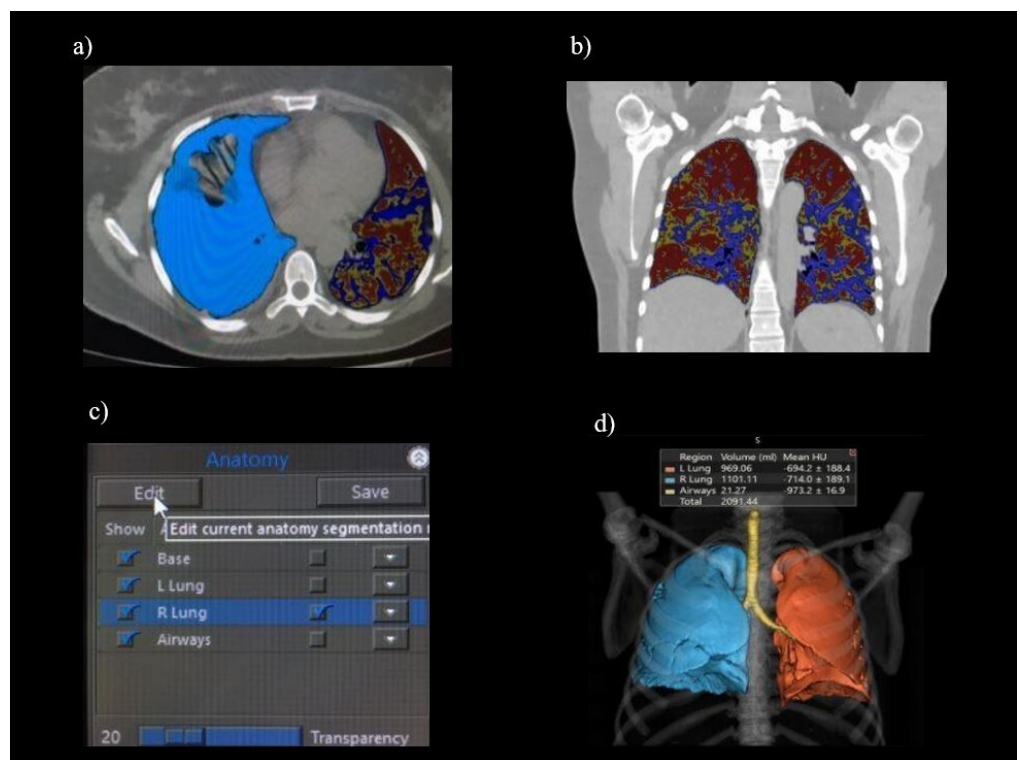 a)
b)
c)
Anatomy
Edit
Save
Show
Edit current anatomy segmentation
Base
L Lung
R Lung
Airways
20
Transparency
d)
S
Region Volume (ml) Mean HU
L Lung 969.06 -694.2 ± 188.4
R Lung 1101.11 -714.0 ± 189.1
Airways 21.27 -973.2 ± 16.9
Total 2091.44